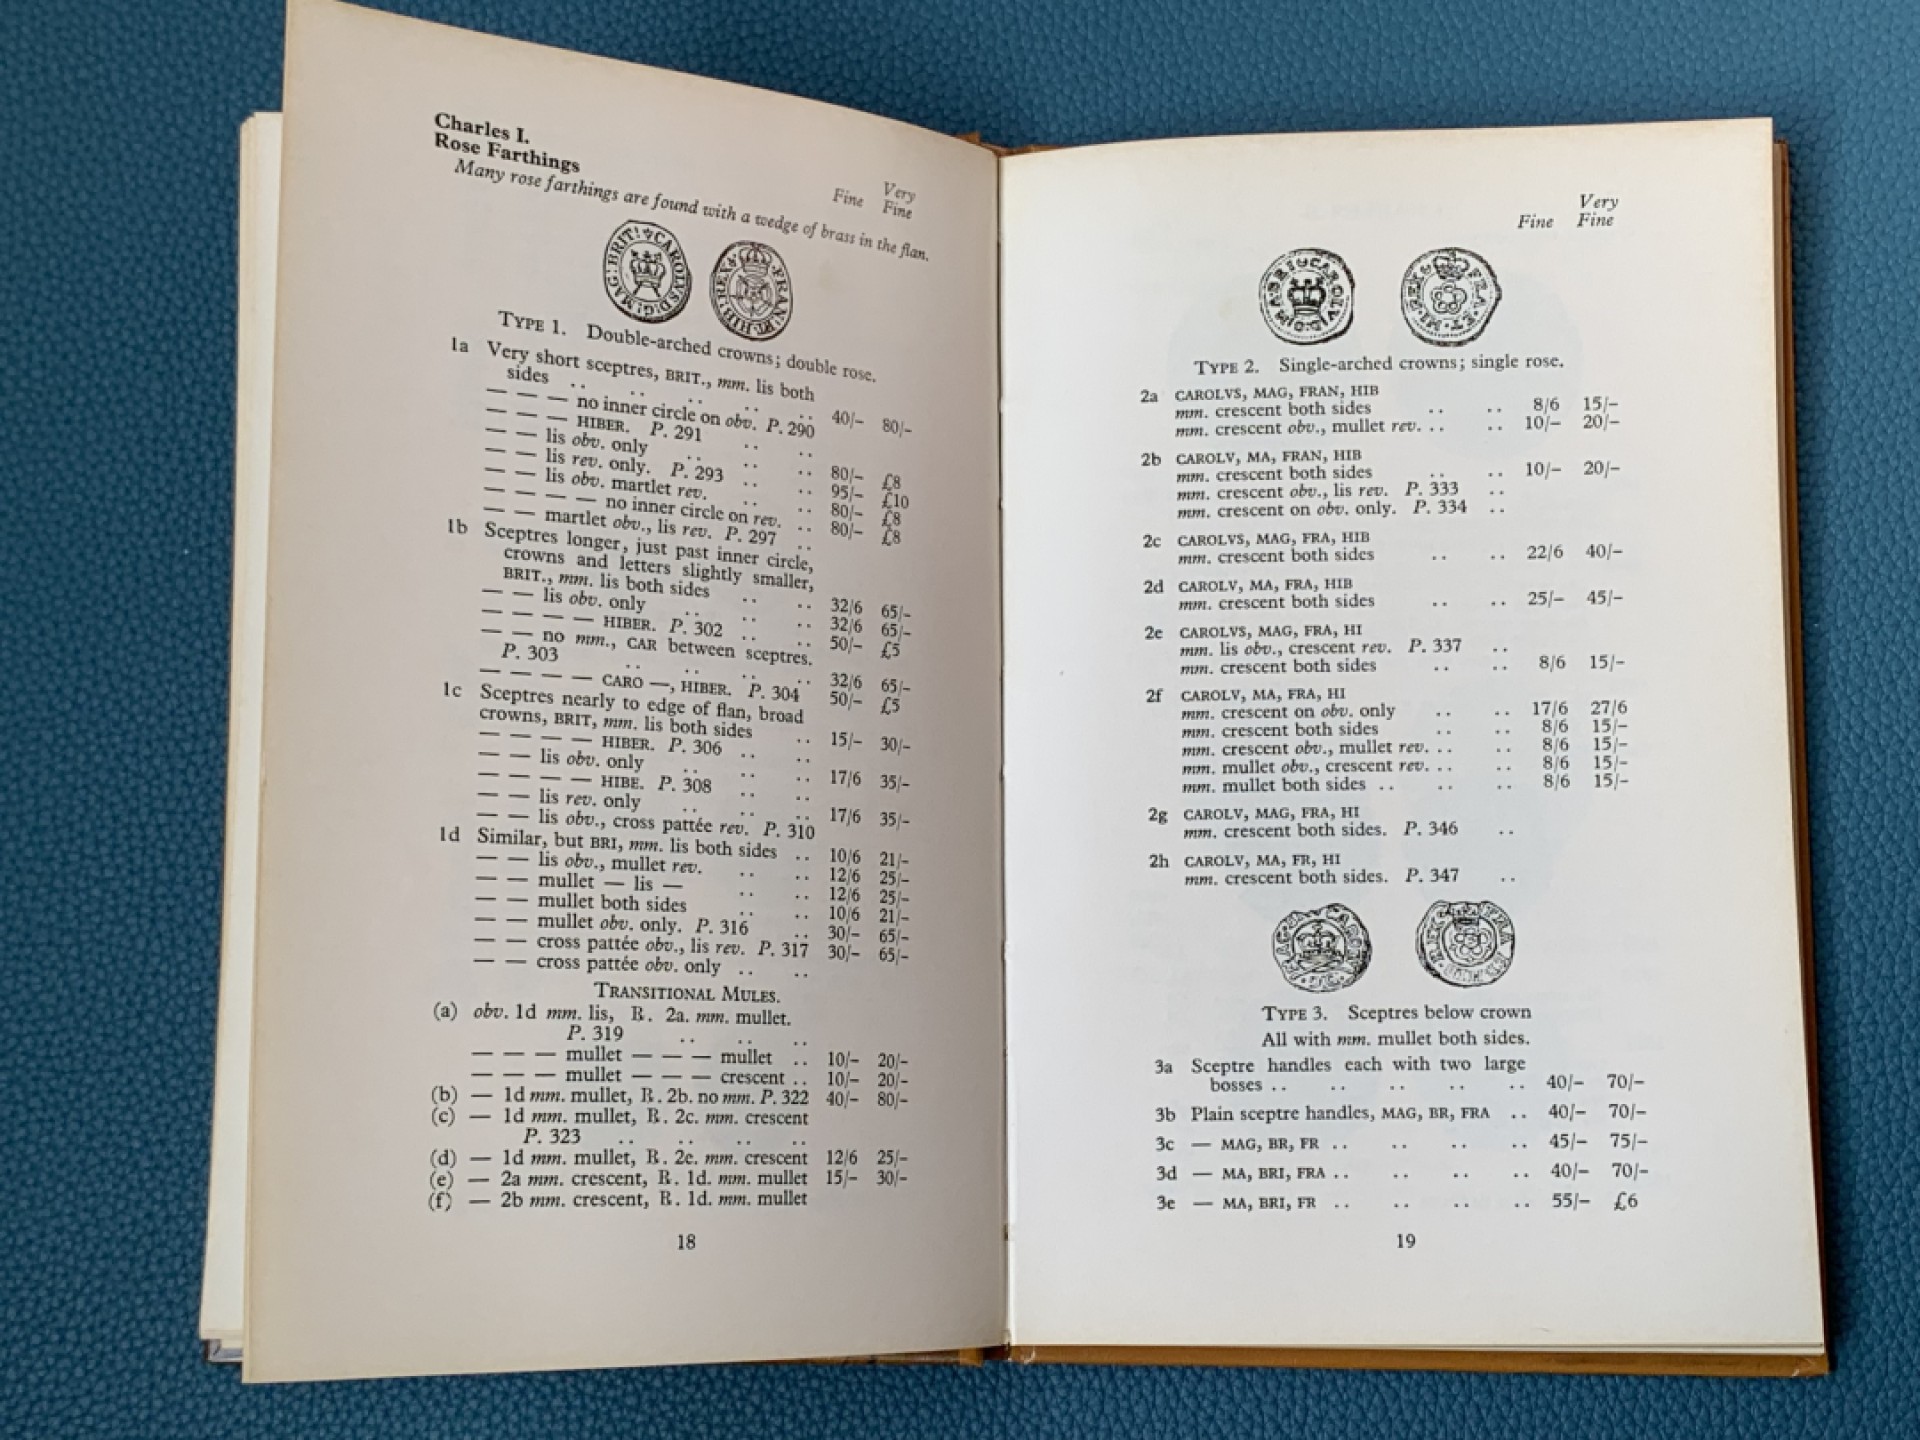 Charles I.
Rose Farthings
Many rose farthings are found with a wedge of brass in the flan.
Fine Very Fine
MAG: BRIT: CAROLVS D: G:
FRAN: ET HIB: REX
TYPE 1. Double-arched crowns; double rose.
1a Very short sceptres, BRIT., mm. lis both
sides .. .. .. .. .. 40/– 80/–
— — — no inner circle on obv. P. 290
— — — HIBER. P. 291 .. ..
— — lis obv. only .. .. .. 80/– £8
— — lis rev. only. P. 293 .. .. 95/– £10
— — lis obv. martlet rev. .. .. 80/– £8
— — — — no inner circle on rev. .. 80/– £8
— — martlet obv., lis rev. P. 297 ..
1b Sceptres longer, just past inner circle,
crowns and letters slightly smaller,
BRIT., mm. lis both sides .. .. 32/6 65/–
— — lis obv. only .. .. .. 32/6 65/–
— — — HIBER. P. 302 .. .. 50/– £5
— — no mm., CAR between sceptres.
P. 303 .. .. .. .. 32/6 65/–
— — — — CARO —, HIBER. P. 304 50/– £5
1c Sceptres nearly to edge of flan, broad
crowns, BRIT, mm. lis both sides .. 15/– 30/–
— — — — HIBER. P. 306 .. ..
— — lis obv. only .. .. .. 17/6 35/–
— — — — HIBE. P. 308 .. ..
— — lis rev. only .. .. .. 17/6 35/–
— — lis obv., cross pattée rev. P. 310
1d Similar, but BRI, mm. lis both sides .. 10/6 21/–
— — lis obv., mullet rev. .. .. 12/6 25/–
— — mullet — lis — .. .. 12/6 25/–
— — mullet both sides .. .. 10/6 21/–
— — mullet obv. only. P. 316 .. 30/– 65/–
— — cross pattée obv., lis rev. P. 317 30/– 65/–
— — cross pattée obv. only .. ..
TRANSITIONAL MULES.
(a) obv. 1d mm. lis, R. 2a. mm. mullet.
P. 319 .. .. ..
— — — mullet — — — mullet .. 10/– 20/–
— — — mullet — — — crescent .. 10/– 20/–
(b) — 1d mm. mullet, R. 2b. no mm. P. 322 40/– 80/–
(c) — 1d mm. mullet, R. 2c. mm. crescent
P. 323 .. .. .. ..
(d) — 1d mm. mullet, R. 2e. mm. crescent 12/6 25/–
(e) — 2a mm. crescent, R. 1d. mm. mullet 15/– 30/–
(f) — 2b mm. crescent, R. 1d. mm. mullet
18
Fine Very Fine
TYPE 2. Single-arched crowns; single rose.
2a CAROLVS, MAG, FRAN, HIB
mm. crescent both sides .. .. 8/6 15/–
mm. crescent obv., mullet rev. .. .. 10/– 20/–
2b CAROLV, MA, FRAN, HIB
mm. crescent both sides .. .. 10/– 20/–
mm. crescent obv., lis rev. P. 333 ..
mm. crescent on obv. only. P. 334 ..
2c CAROLVS, MAG, FRA, HIB
mm. crescent both sides .. .. 22/6 40/–
2d CAROLV, MA, FRA, HIB
mm. crescent both sides .. .. 25/– 45/–
2e CAROLVS, MAG, FRA, HI
mm. lis obv., crescent rev. P. 337 ..
mm. crescent both sides .. .. 8/6 15/–
2f CAROLV, MA, FRA, HI
mm. crescent on obv. only .. .. 17/6 27/6
mm. crescent both sides .. .. 8/6 15/–
mm. crescent obv., mullet rev. .. .. 8/6 15/–
mm. mullet obv., crescent rev. .. .. 8/6 15/–
mm. mullet both sides .. .. .. 8/6 15/–
2g CAROLV, MAG, FRA, HI
mm. crescent both sides. P. 346 ..
2h CAROLV, MA, FR, HI
mm. crescent both sides. P. 347 ..
TYPE 3. Sceptres below crown
All with mm. mullet both sides.
3a Sceptre handles each with two large
bosses .. .. .. .. .. 40/– 70/–
3b Plain sceptre handles, MAG, BR, FRA .. 40/– 70/–
3c — MAG, BR, FR .. .. .. .. 45/– 75/–
3d — MA, BRI, FRA .. .. .. .. 40/– 70/–
3e — MA, BRI, FR .. .. .. .. 55/– £6
19